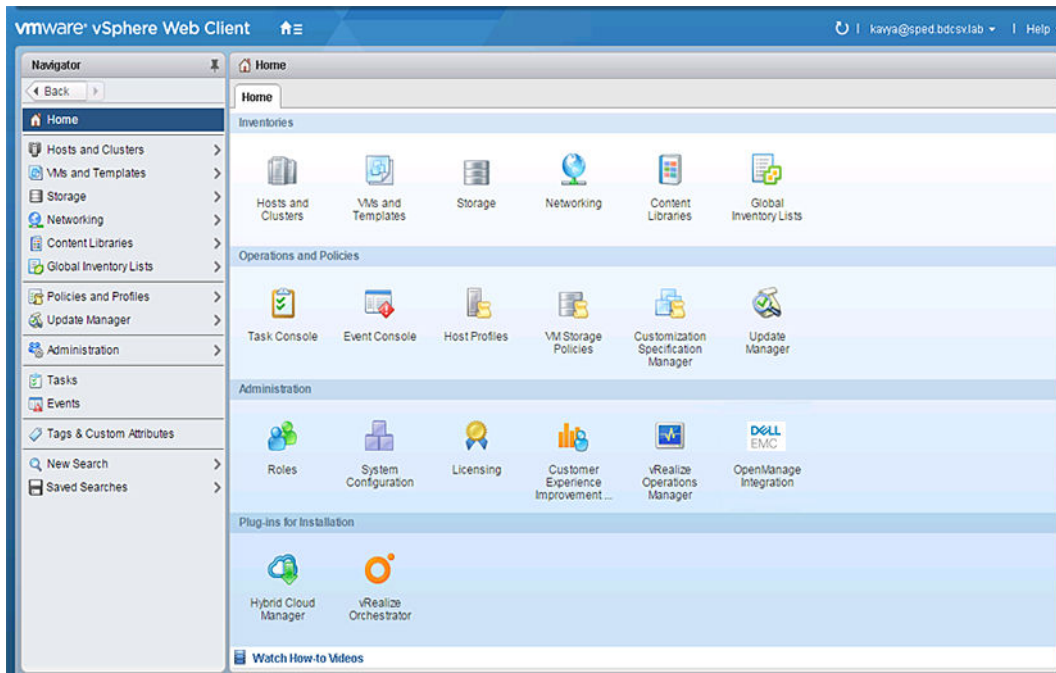 vmware® vSphere Web Client
kavya@sped.bdcsv.lab
Help
Navigator
Back
Home
Hosts and Clusters
VMs and Templates
Storage
Networking
Content Libraries
Global Inventory Lists
Policies and Profiles
Update Manager
Administration
Tasks
Events
Tags & Custom Attributes
New Search
Saved Searches
Home
Home
Inventories
Hosts and
Clusters
VMs and
Templates
Storage
Networking
Content
Libraries
Global
Inventory Lists
Operations and Policies
Task Console
Event Console
Host Profiles
VM Storage
Policies
Customization
Specification
Manager
Update
Manager
Administration
Roles
System
Configuration
Licensing
Customer
Experience
Improvement ...
vRealize
Operations
Manager
DELL
EMC
OpenManage
Integration
Plug-ins for Installation
Hybrid Cloud
Manager
vRealize
Orchestrator
Watch How-to Videos